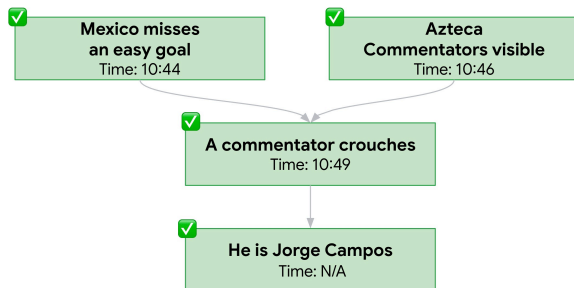 Mexico misses
an easy goal
Time: 10:44
Azteca
Commentators visible
Time: 10:46
A commentator crouches
Time: 10:49
He is Jorge Campos
Time: N/A